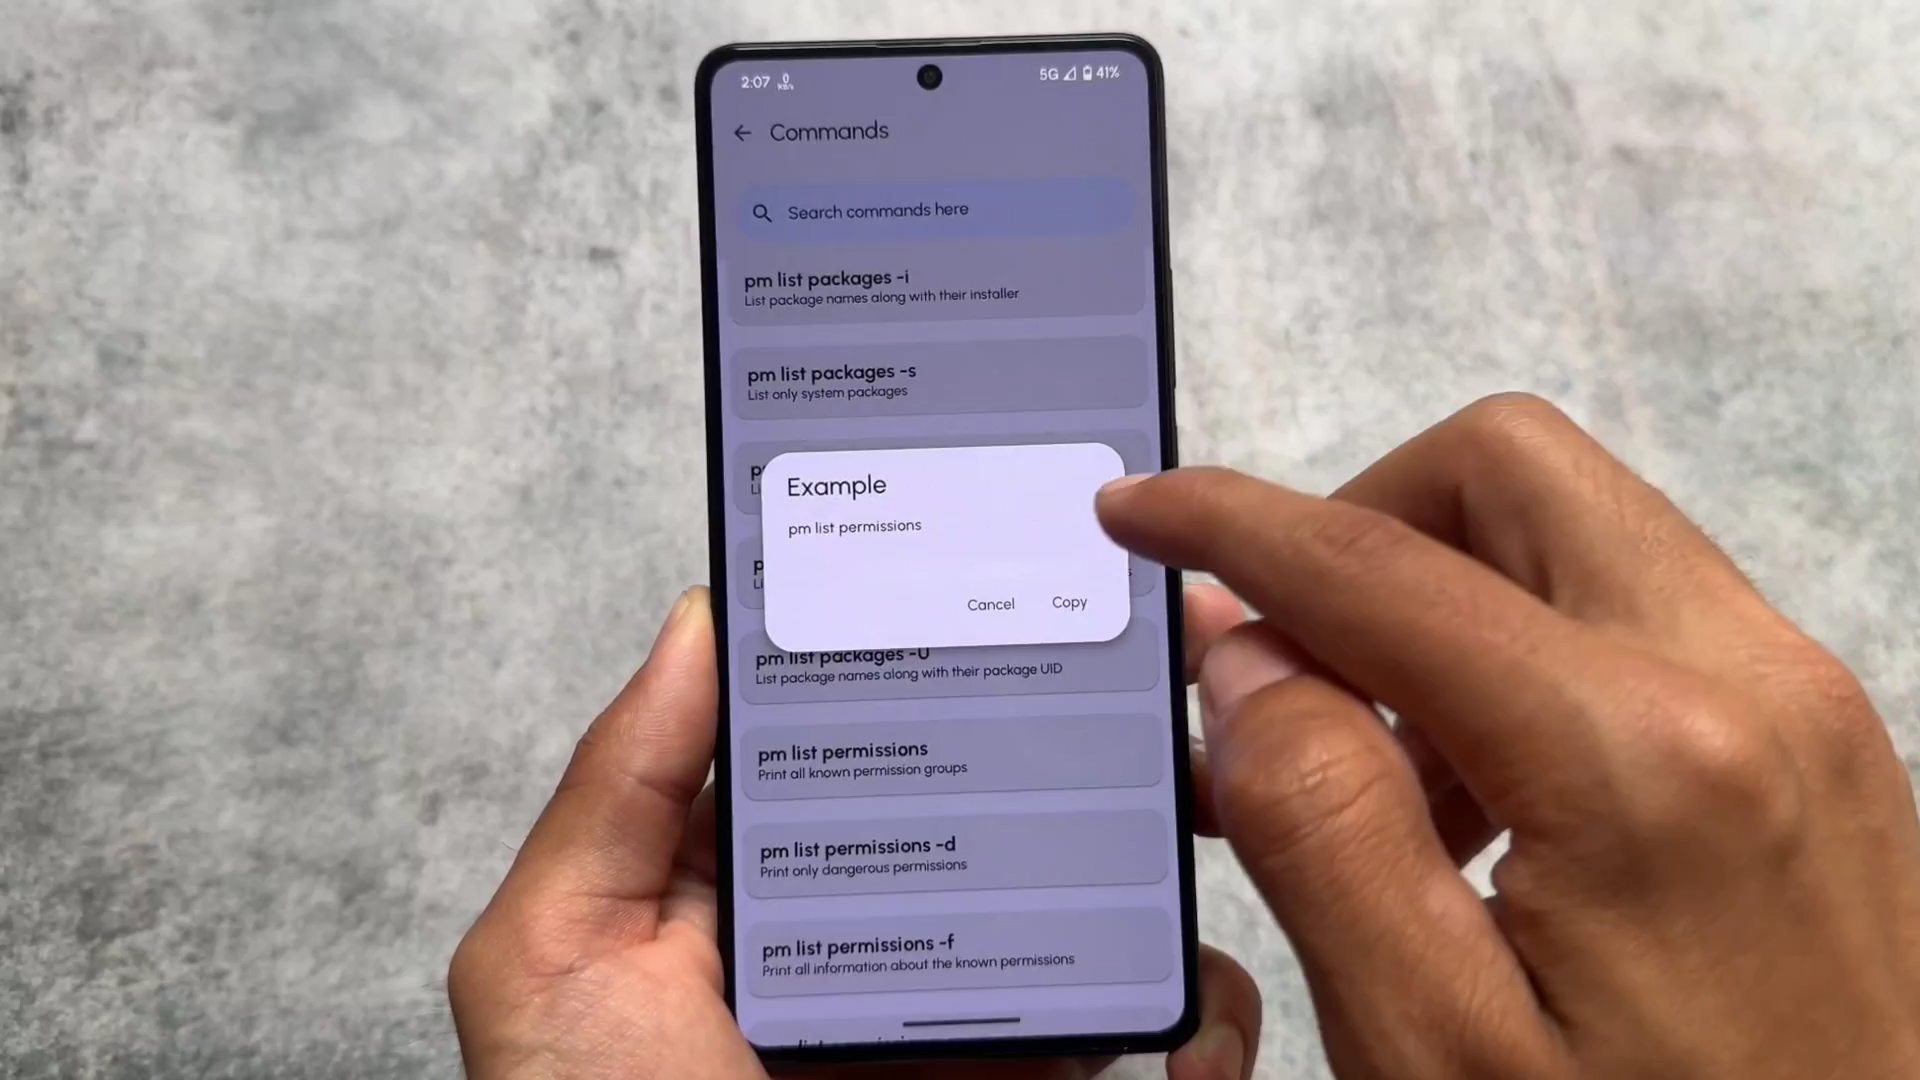 2:07 0 KB/s 5G 41%
Commands
Search commands here
pm list packages -i
List package names along with their installer
pm list packages -s
List only system packages
Example
pm list permissions
Cancel Copy
pm list packages -U
List package names along with their package UID
pm list permissions
Print all known permission groups
pm list permissions -d
Print only dangerous permissions
pm list permissions -f
Print all information about the known permissions